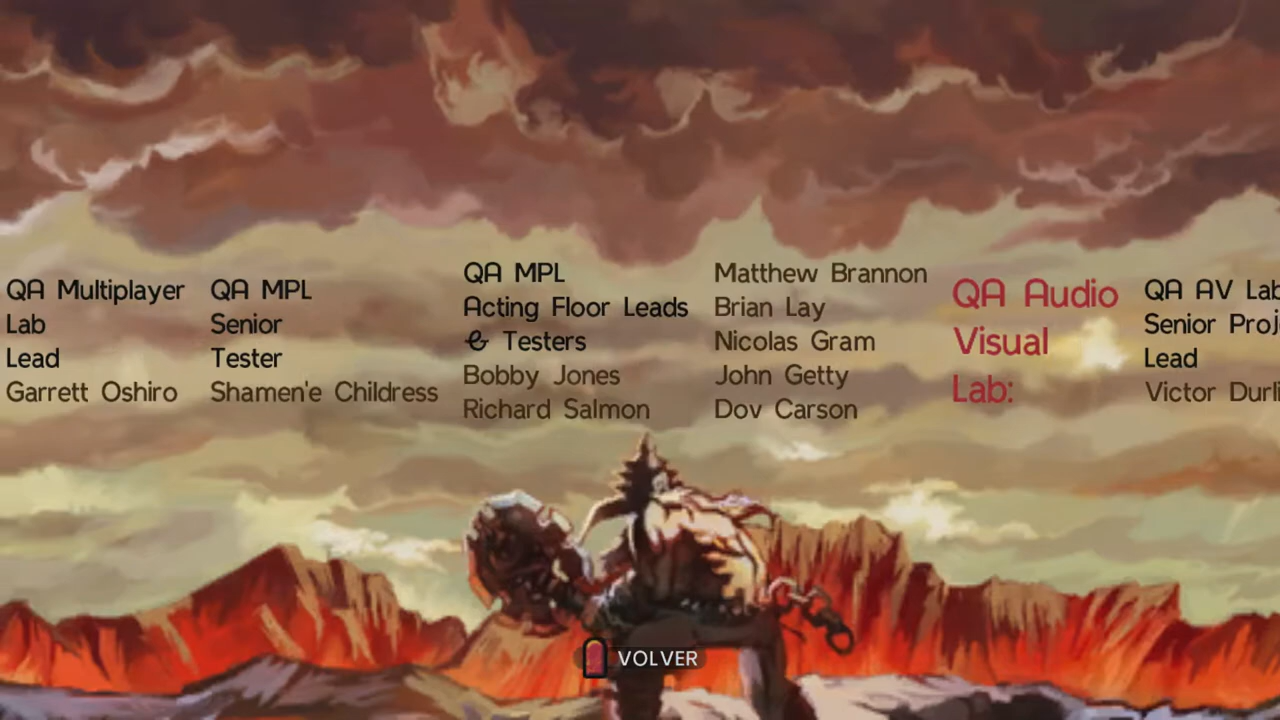 QA Multiplayer
Lab
Lead
Garrett Oshiro
QA MPL
Senior
Tester
Shamen'e Childress
QA MPL
Acting Floor Leads
& Testers
Bobby Jones
Richard Salmon
Matthew Brannon
Brian Lay
Nicolas Gram
John Getty
Dov Carson
QA Audio
Visual
Lab:
QA AV Lab
Senior
Lead
Victor
VOLVER